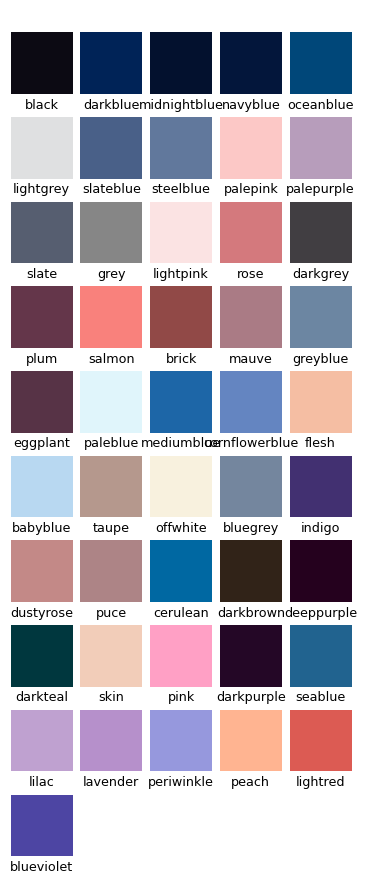 black darkblue midnightblue navyblue oceanblue
lightgrey slateblue steelblue palepink palepurple
slate grey lightpink rose darkgrey
plum salmon brick mauve greyblue
eggplant paleblue mediumblue cornflowerblue flesh
babyblue taupe offwhite bluegrey indigo
dustyrose puce cerulean darkbrown deeppurple
darkteal skin pink darkpurple seablue
lilac lavender periwinkle peach lightred
blueviolet